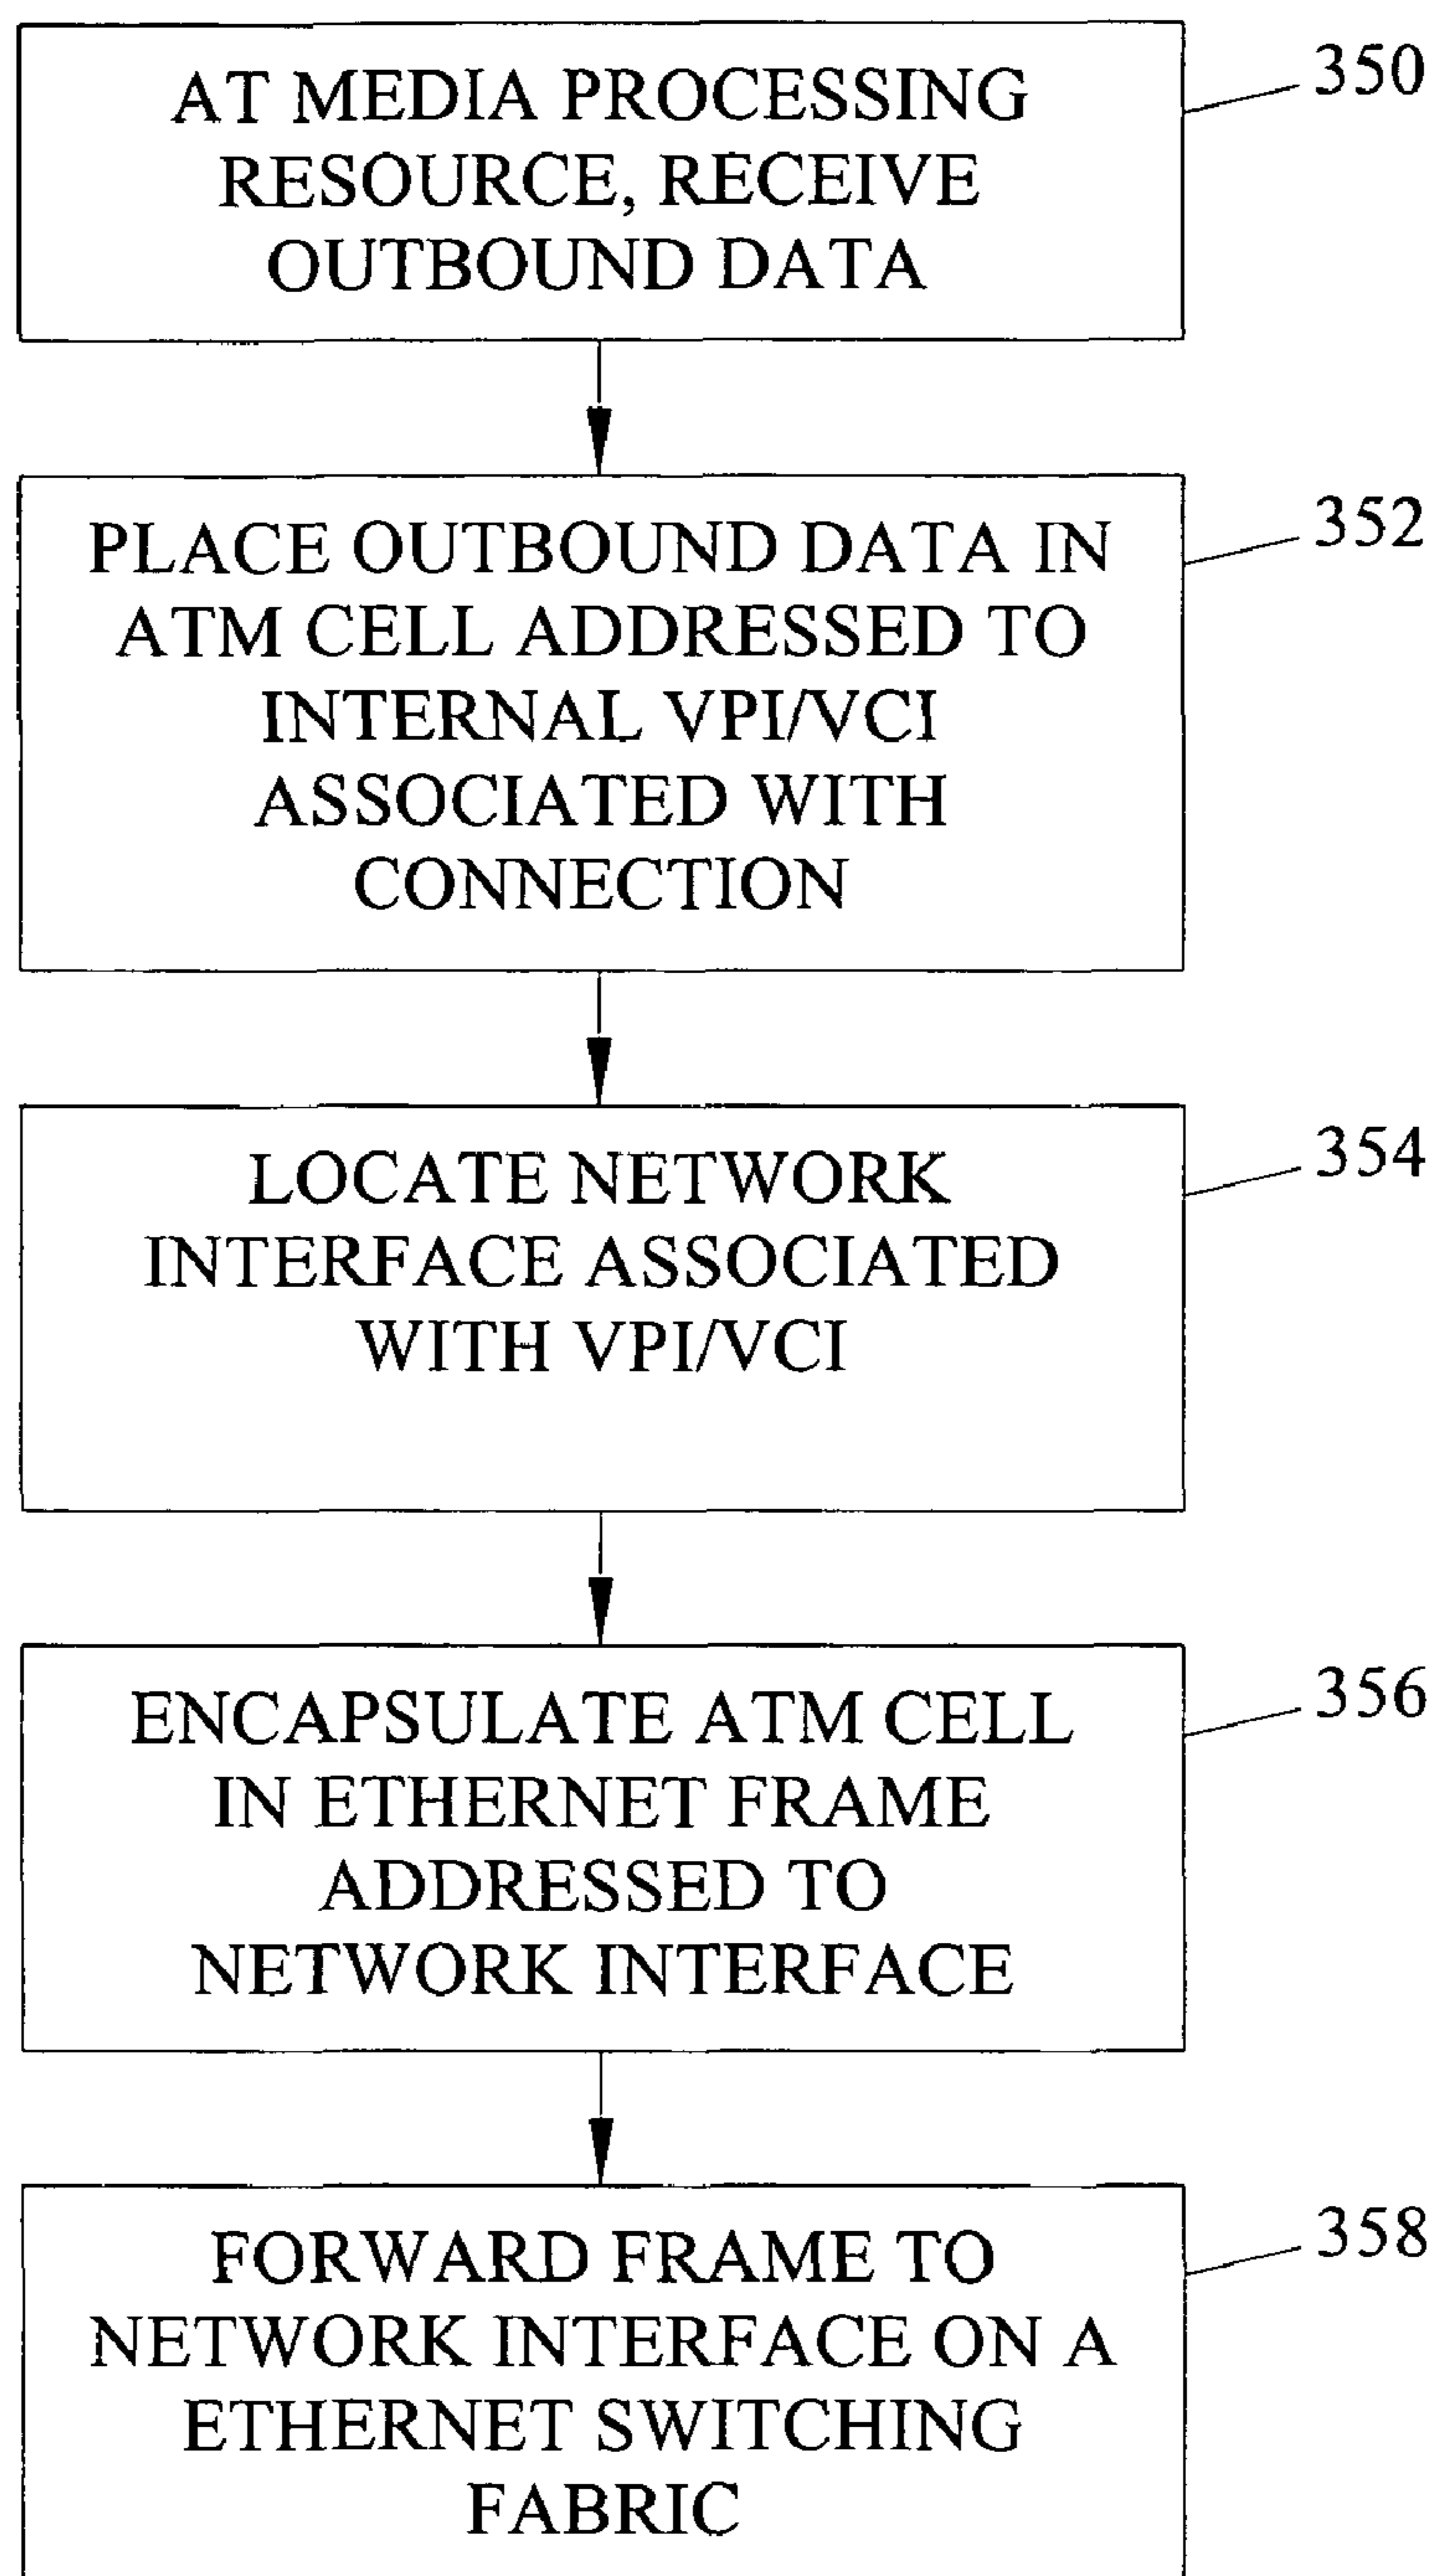 AT MEDIA PROCESSING
RESOURCE, RECEIVE
OUTBOUND DATA
350
PLACE OUTBOUND DATA IN
ATM CELL ADDRESSED TO
INTERNAL VPI/VCI
ASSOCIATED WITH
CONNECTION
352
LOCATE NETWORK
INTERFACE ASSOCIATED
WITH VPI/VCI
354
ENCAPSULATE ATM CELL
IN ETHERNET FRAME
ADDRESSED TO
NETWORK INTERFACE
356
FORWARD FRAME TO
NETWORK INTERFACE ON A
ETHERNET SWITCHING
FABRIC
358